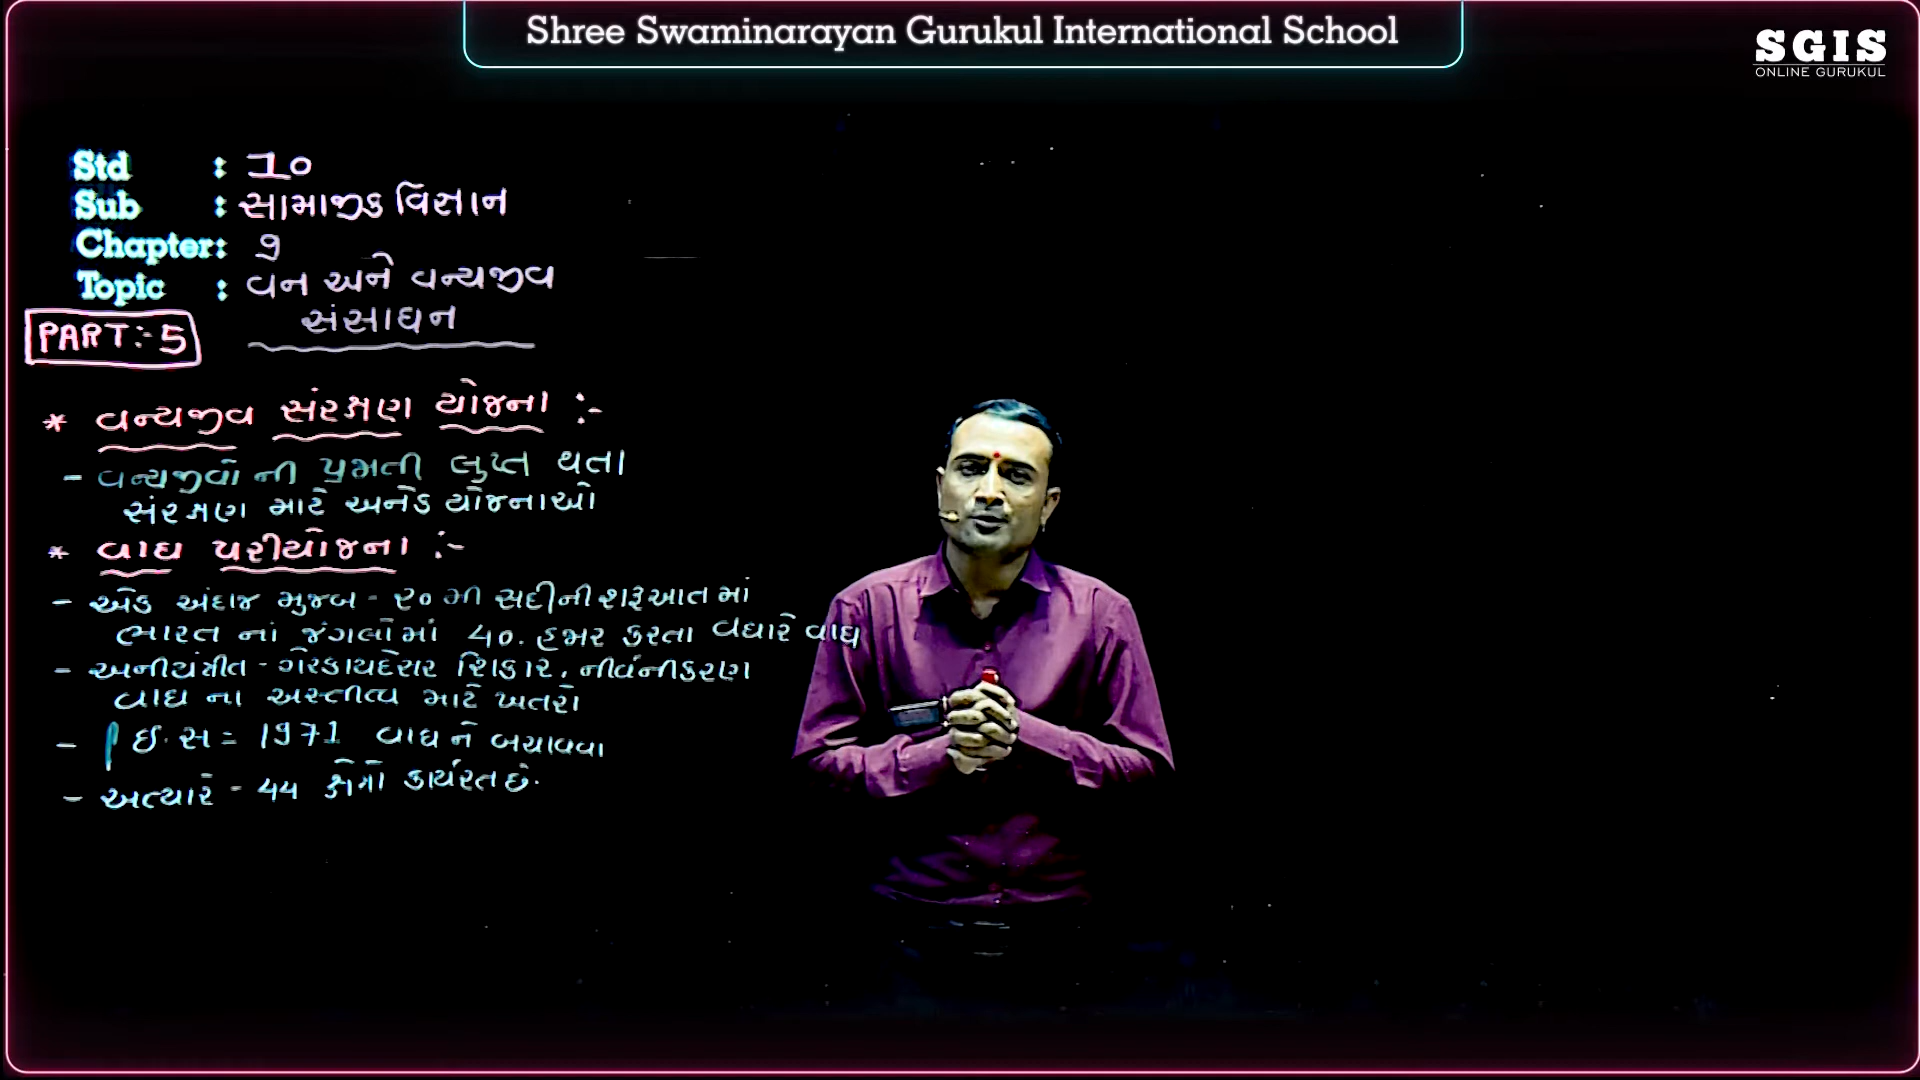 Shree Swaminarayan Gurukul International School
SGIS
ONLINE GURUKUL
Std : 10
Sub : સામાજીક વિજ્ઞાન
Chapter: 9
Topic : વન અને વન્યજીવ
સંસાધન
PART:- 5
* વન્યજીવ સંરક્ષણ યોજના :-
- વન્યજીવો ની પ્રજાતી લુપ્ત થતા
સંરક્ષણ માટે અનેક યોજનાઓ
* વાઘ પરીયોજના :-
- એક અંદાજ મુજબ - ૨૦ મી સદીની શરૂઆત માં
ભારત નાં જંગલોમાં ૪૦. હજાર કરતા વધારે વાઘ
- અનીયંત્રીત - ગેરકાયદેસર શિકાર, નીર્વનીકરણ
વાઘ ના અસ્તીત્વ માટે ખતરો
- ઈ.સ = 1971 વાઘ ને બચાવવા
- અત્યારે - ૪૪ ક્ષેત્રો કાર્યરત છે.